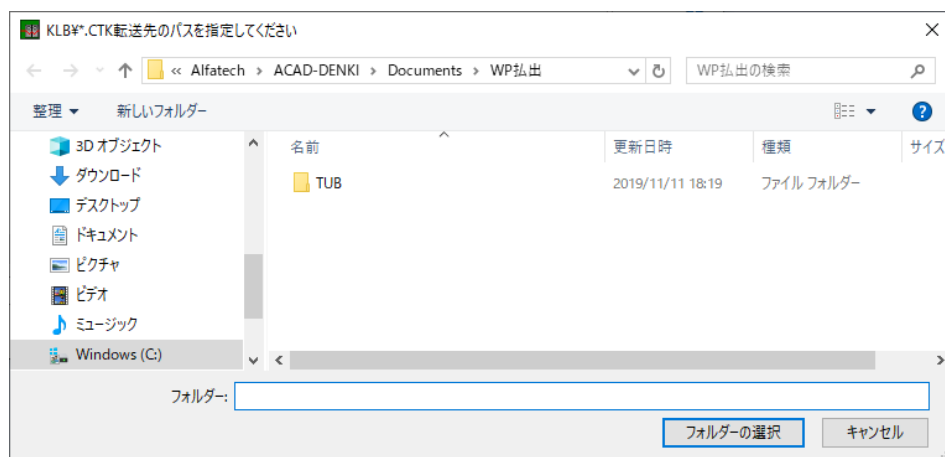 KLB¥*.CTK転送先のパスを指定してください
« Alfatech › ACAD-DENKI › Documents › WP払出
WP払出の検索
整理 新しいフォルダー
名前 更新日時 種類 サイズ
3D オブジェクト
ダウンロード
デスクトップ
ドキュメント
ピクチャ
ビデオ
ミュージック
Windows (C:)
TUB 2019/11/11 18:19 ファイル フォルダー
フォルダー:
フォルダーの選択 キャンセル